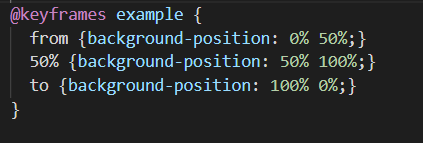 @keyframes example {
from {background-position: 0% 50%;}
50% {background-position: 50% 100%;}
to {background-position: 100% 0%;}
}